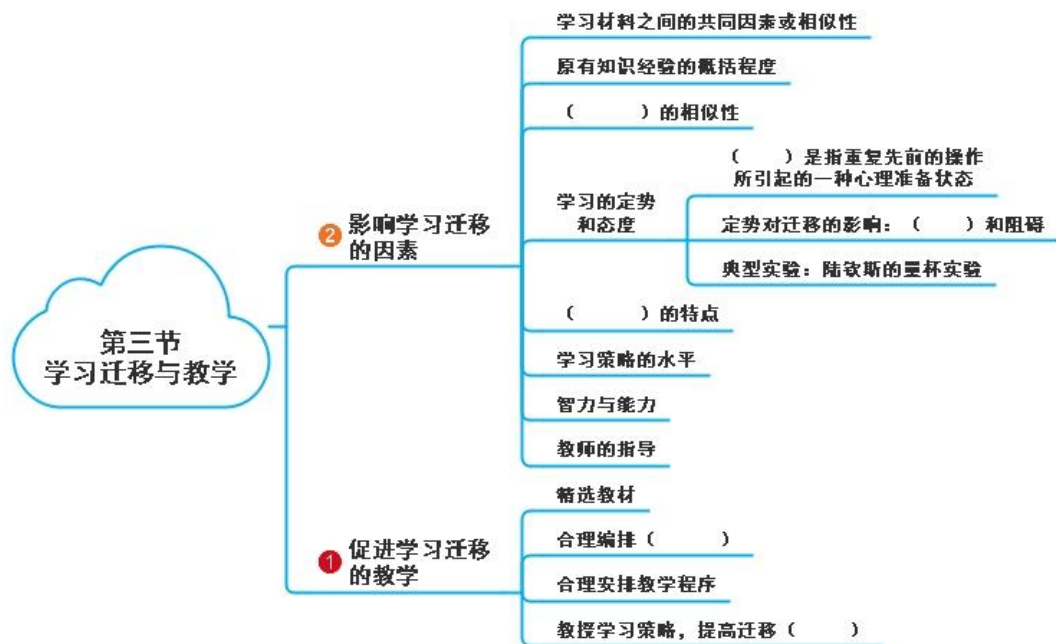 第三节
学习迁移与教学
2 影响学习迁移
的因素
学习材料之间的共同因素或相似性
原有知识经验的概括程度
（　　）的相似性
学习的定势
和态度
（　　）是指重复先前的操作
所引起的一种心理准备状态
定势对迁移的影响：（　　）和阻碍
典型实验：陆钦斯的量杯实验
（　　）的特点
学习策略的水平
智力与能力
教师的指导
1 促进学习迁移
的教学
精选教材
合理编排（　　）
合理安排教学程序
教授学习策略，提高迁移（　　）